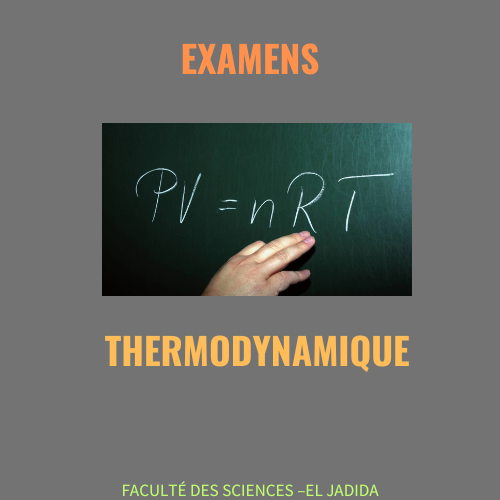 EXAMENS
PV = nRT
THERMODYNAMIQUE
FACULTÉ DES SCIENCES –EL JADIDA